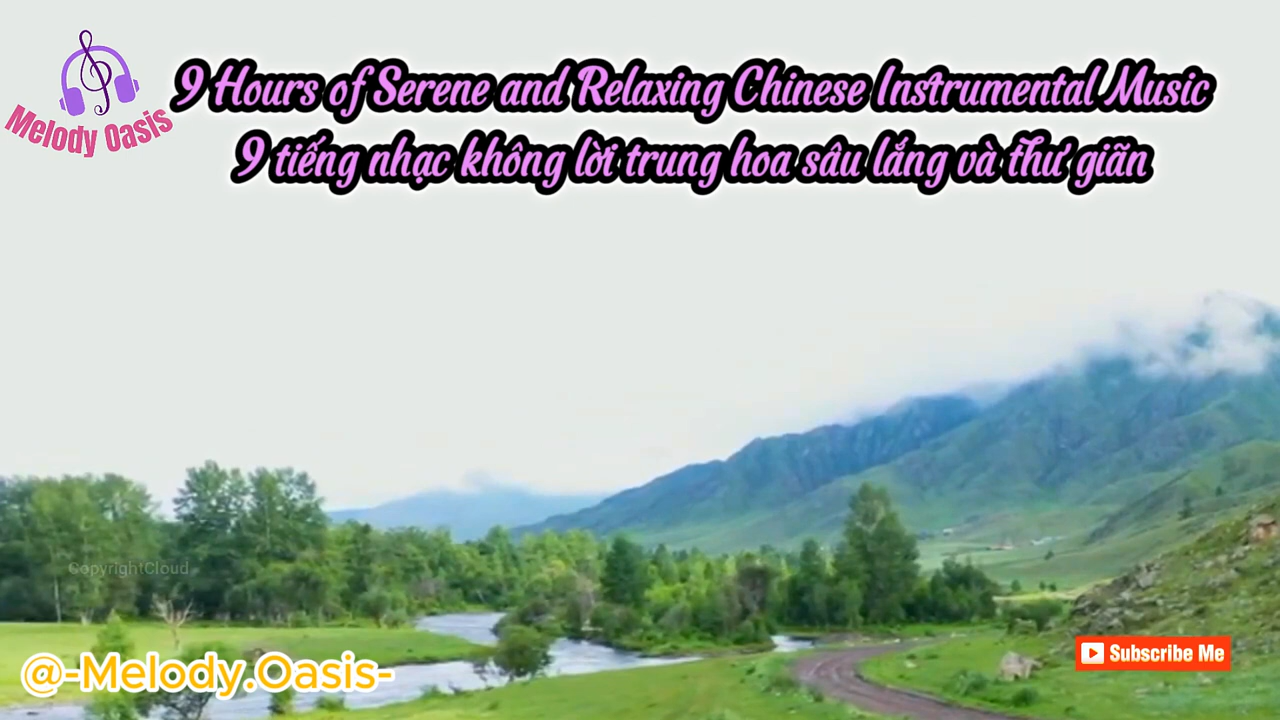 Melody Oasis
9 Hours of Serene and Relaxing Chinese Instrumental Music
9 tiếng nhạc không lời trung hoa sâu lắng và thư giãn
CopyrightCloud
@-Melody.Oasis-
Subscribe Me